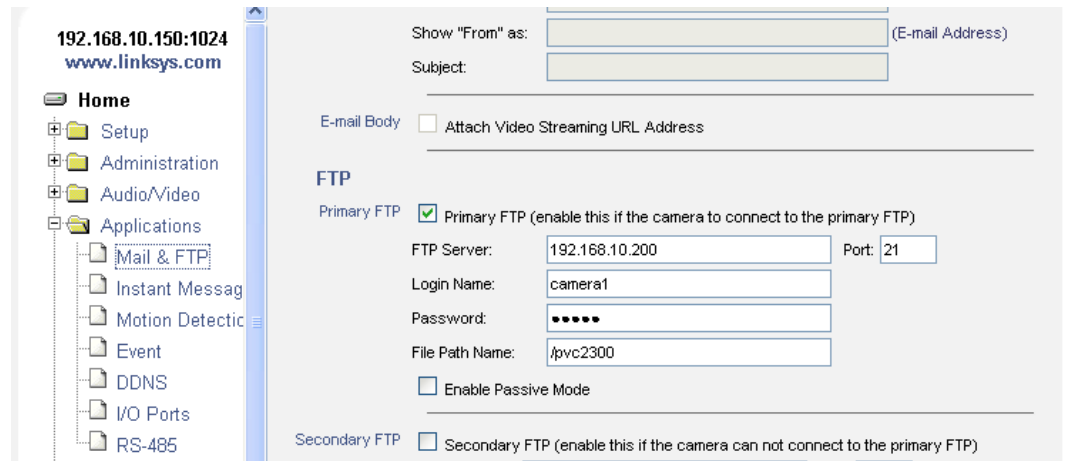 192.168.10.150:1024
www.linksys.com
Home
Setup
Administration
Audio/Video
Applications
Mail & FTP
Instant Messag
Motion Detectic
Event
DDNS
I/O Ports
RS-485
Show "From" as: (E-mail Address)
Subject:
E-mail Body Attach Video Streaming URL Address
FTP
Primary FTP Primary FTP (enable this if the camera to connect to the primary FTP)
FTP Server: 192.168.10.200 Port: 21
Login Name: camera1
Password: •••••
File Path Name: /pvc2300
Enable Passive Mode
Secondary FTP Secondary FTP (enable this if the camera can not connect to the primary FTP)